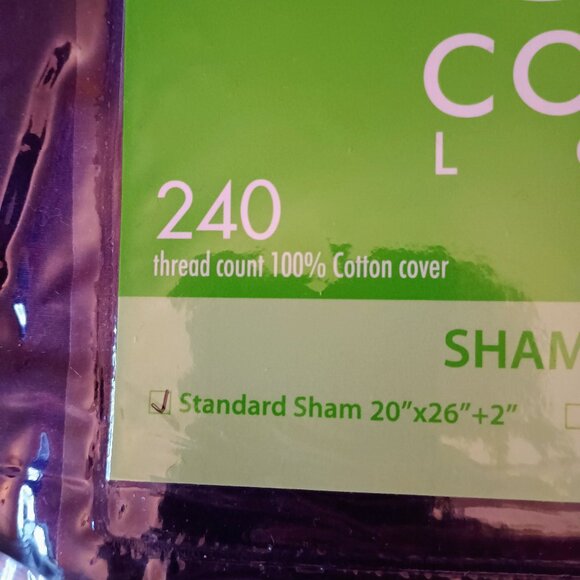 CO
L
240
thread count 100% Cotton cover
SHAM
Standard Sham 20”x26”+2”